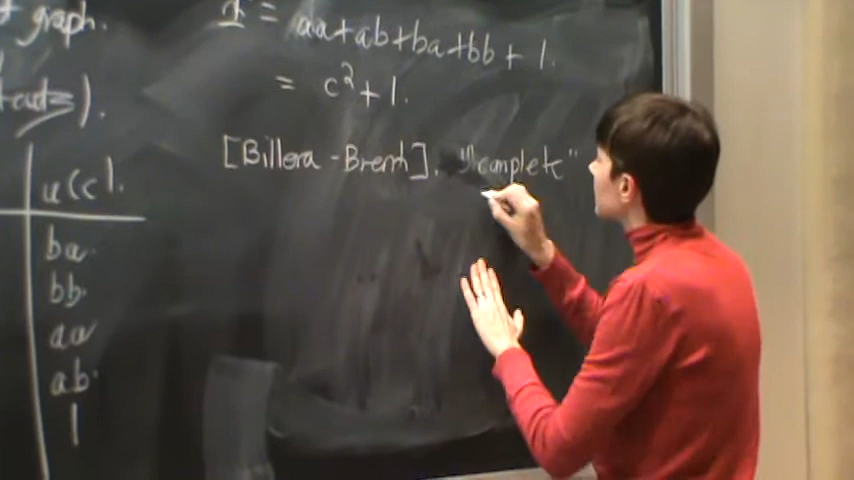 graph.
u(c).
ba.
bb.
aa
ab.
1
= aa+ab+ba+bb+1.
= c²+1.
[Billera - Brenti]. "complete"